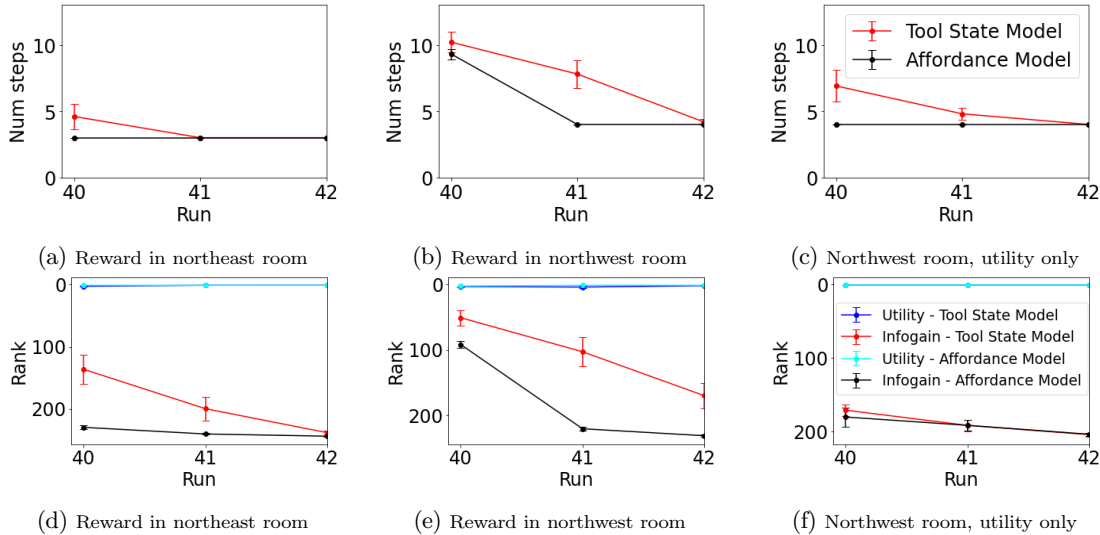 Num steps
10
5
0
40
41
42
Run
(a) Reward in northeast room
Num steps
10
5
0
40
41
42
Run
(b) Reward in northwest room
Num steps
10
5
0
Tool State Model
Affordance Model
40
41
42
Run
(c) Northwest room, utility only
Rank
0
100
200
40
41
42
Run
(d) Reward in northeast room
Rank
0
100
200
40
41
42
Run
(e) Reward in northwest room
Rank
0
100
200
Utility - Tool State Model
Infogain - Tool State Model
Utility - Affordance Model
Infogain - Affordance Model
40
41
42
Run
(f) Northwest room, utility only